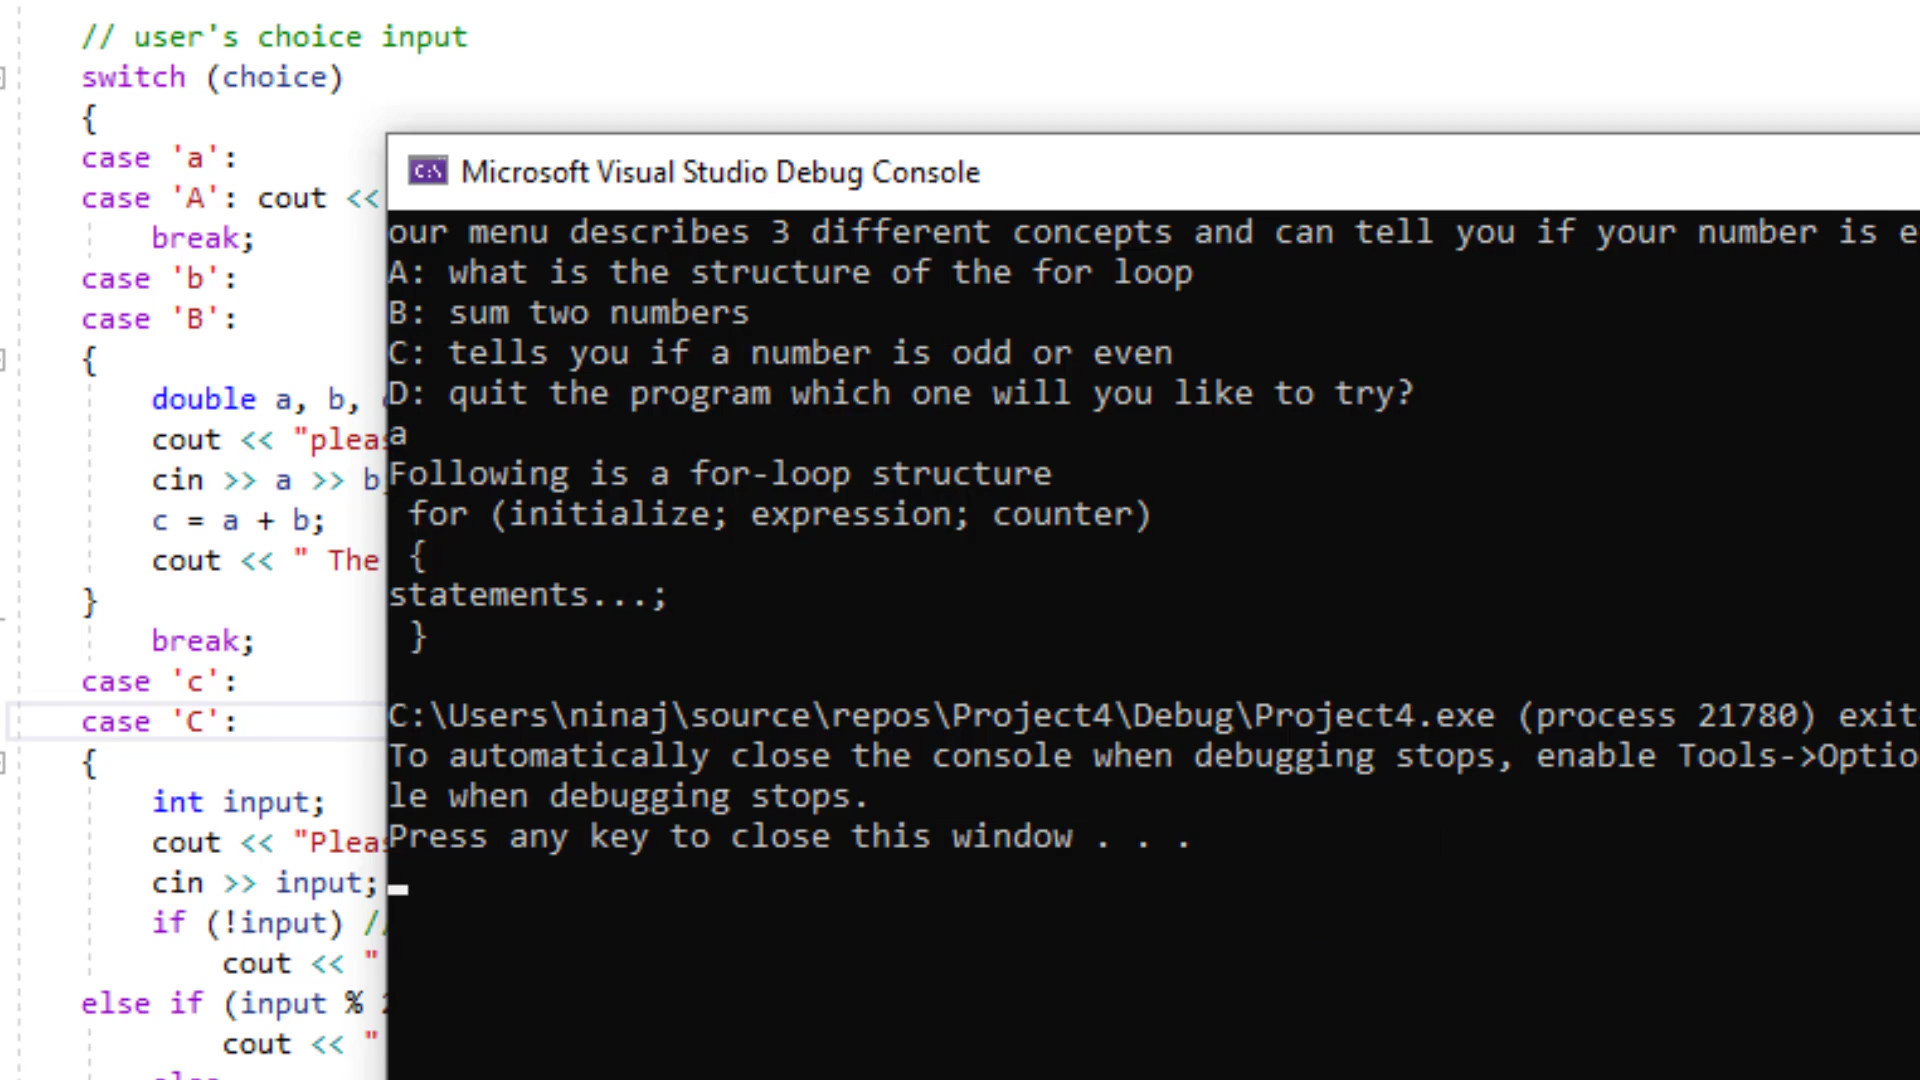 // user's choice input
switch (choice)
{
case 'a':
case 'A': cout <<
break;
case 'b':
case 'B':
{
double a, b,
cout << "pleas
cin >> a >> b
c = a + b;
cout << " The
}
break;
case 'c':
case 'C':
{
int input;
cout << "Pleas
cin >> input;
if (!input) //
cout << "
else if (input %
cout << "
else
Microsoft Visual Studio Debug Console
our menu describes 3 different concepts and can tell you if your number is e
A: what is the structure of the for loop
B: sum two numbers
C: tells you if a number is odd or even
D: quit the program which one will you like to try?
a
Following is a for-loop structure
for (initialize; expression; counter)
{
statements...;
}
C:\Users\ninaj\source\repos\Project4\Debug\Project4.exe (process 21780) exit
To automatically close the console when debugging stops, enable Tools->Optio
le when debugging stops.
Press any key to close this window . . .